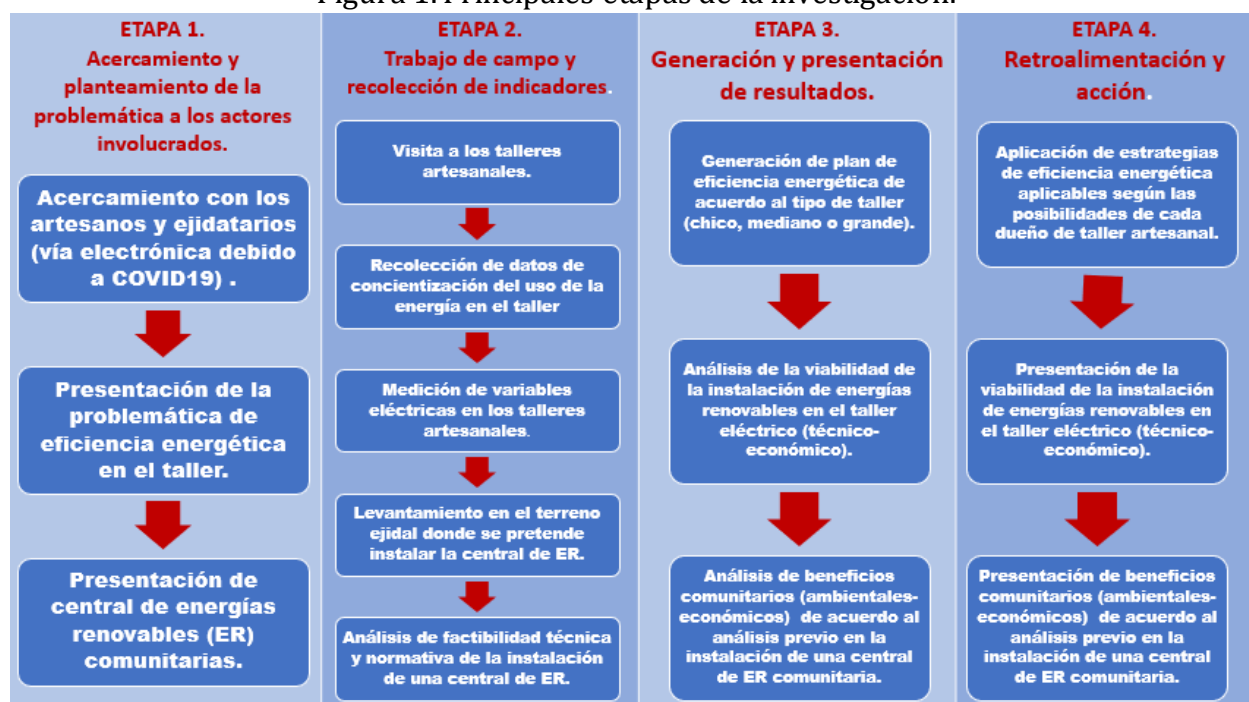 Figura 1. Principales etapas de la investigación.
ETAPA 1.
Acercamiento y
planteamiento de la
problemática a los actores
involucrados.
Acercamiento con los
artesanos y ejidatarios
(vía electrónica debido
a COVID19) .
Presentación de la
problemática de
eficiencia energética
en el taller.
Presentación de
central de energías
renovables (ER)
comunitarias.
ETAPA 2.
Trabajo de campo y
recolección de indicadores.
Visita a los talleres
artesanales.
Recolección de datos de
concientización del uso de la
energía en el taller
Medición de variables
eléctricas en los talleres
artesanales.
Levantamiento en el terreno
ejidal donde se pretende
instalar la central de ER.
Análisis de factibilidad técnica
y normativa de la instalación
de una central de ER.
ETAPA 3.
Generación y presentación
de resultados.
Generación de plan de
eficiencia energética de
acuerdo al tipo de taller
(chico, mediano o grande).
Análisis de la viabilidad de
la instalación de energías
renovables en el taller
eléctrico (técnico-
económico).
Análisis de beneficios
comunitarios (ambientales-
económicos) de acuerdo al
análisis previo en la
instalación de una central
de ER comunitaria.
ETAPA 4.
Retroalimentación y
acción.
Aplicación de estrategias
de eficiencia energética
aplicables según las
posibilidades de cada
dueño de taller artesanal.
Presentación de la
viabilidad de la instalación
de energías renovables en
el taller eléctrico (técnico-
económico).
Presentación de beneficios
comunitarios (ambientales-
económicos) de acuerdo al
análisis previo en la
instalación de una central
de ER comunitaria.